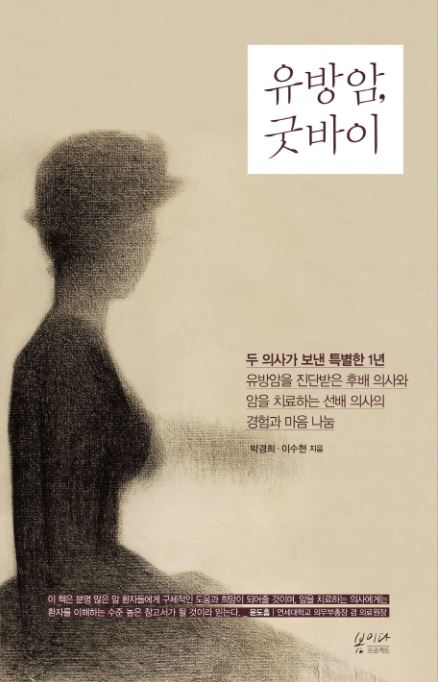 유방암,
굿바이
두 의사가 보낸 특별한 1년
유방암을 진단받은 후배 의사와
암을 치료하는 선배 의사의
경험과 마음 나눔
박경희 · 이수현 지음
이 책은 분명 많은 암 환자들에게 구체적인 도움과 희망이 되어줄 것이며, 암을 치료하는 의사에게는
환자를 이해하는 수준 높은 참고서가 될 것이라 믿는다. _ 윤도흠 | 연세대학교 의무부총장 겸 의료원장
봄이다
프로젝트